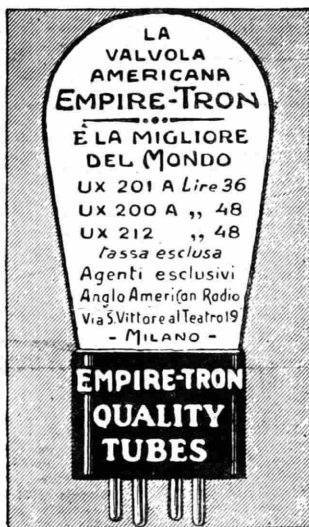 LA
VALVOLA
AMERICANA
EMPIRE-TRON
È LA MIGLIORE
DEL MONDO
UX 201 A Lire 36
UX 200 A ,, 48
UX 212 ,, 48
tassa esclusa
Agenti esclusivi
Anglo American Radio
Via S. Vittore al Teatro 19
- MILANO -
EMPIRE-TRON
QUALITY
TUBES